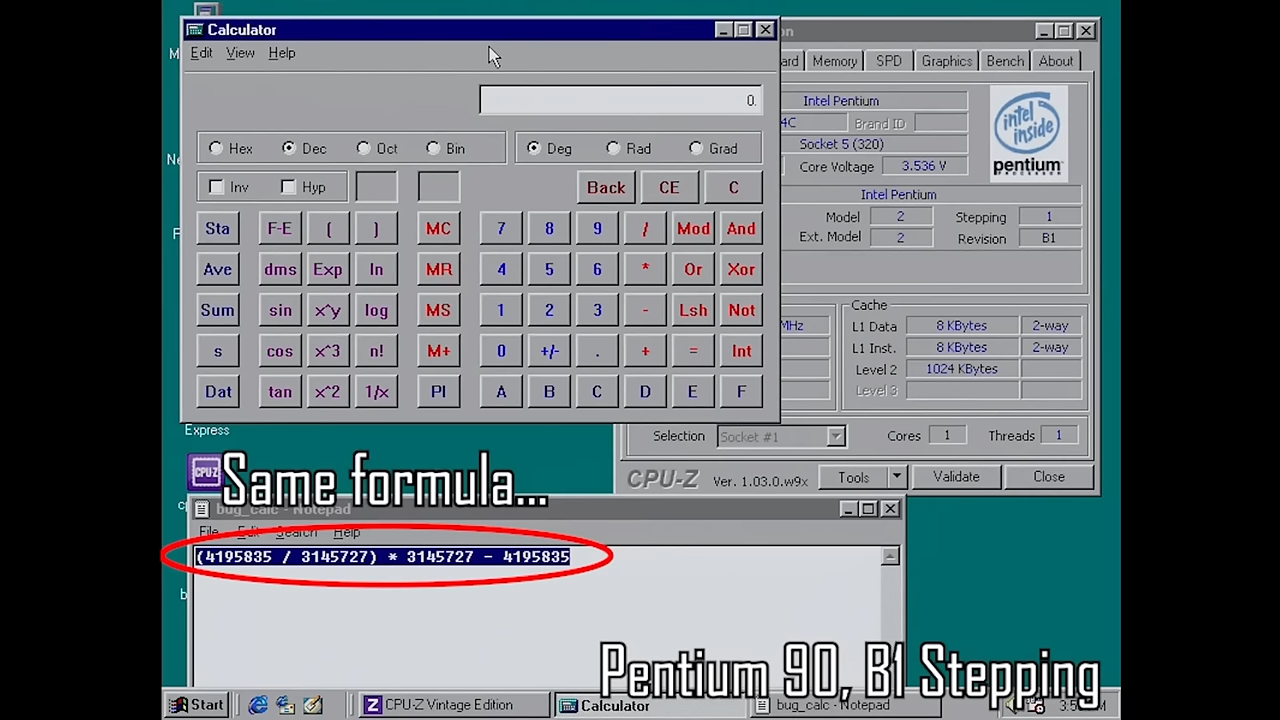 Calculator
Edit View Help
0.
Hex Dec Oct Bin Deg Rad Grad
Inv Hyp Back CE C
Sta F-E ( ) MC 7 8 9 / Mod And
Ave dms Exp ln MR 4 5 6 * Or Xor
Sum sin x^y log MS 1 2 3 - Lsh Not
s cos x^3 n! M+ 0 +/- . + = Int
Dat tan x^2 1/x PI A B C D E F
Memory SPD Graphics Bench About
Intel Pentium
4C Brand ID
Socket 5 (320)
Core Voltage 3.536 V
intel inside
pentium
PROCESSOR
Intel Pentium
Model 2 Stepping 1
Ext. Model 2 Revision B1
MHz
Cache
L1 Data 8 KBytes 2-way
L1 Inst. 8 KBytes 2-way
Level 2 1024 KBytes
Level 3
Selection Socket #1 Cores 1 Threads 1
CPU-Z Ver. 1.03.0.w9x Tools Validate Close
Express
CPU-Z
Same formula...
bug_calc - Notepad
File Edit Search Help
(4195835 / 3145727) * 3145727 - 4195835
Pentium 90, B1 Stepping
Start CPU-Z Vintage Edition Calculator bug_calc - Notepad